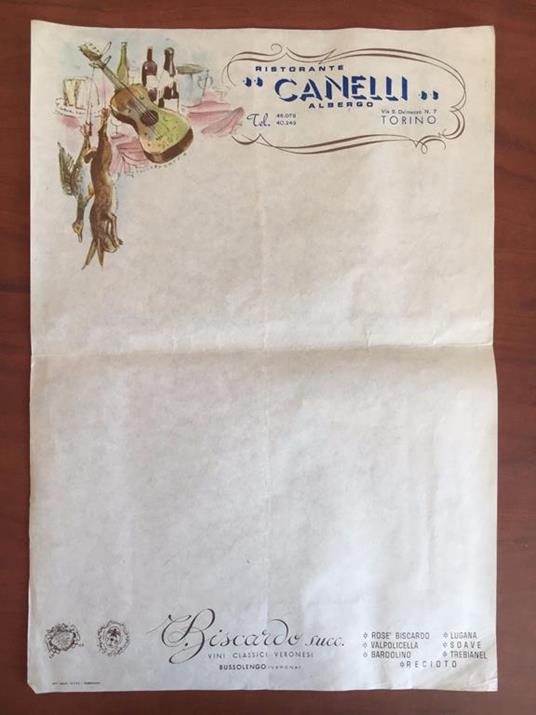 RISTORANTE
"CANELLI"
ALBERGO
Tel. 46.078
40.249
Via S. Dalmazzo N. 7
TORINO
Biscardo succ.
VINI CLASSICI VERONESI
BUSSOLENGO (VERONA)
ROSE' BISCARDO
VALPOLICELLA
BARDOLINO
LUGANA
SOAVE
TREBIANEL
RECIOTO